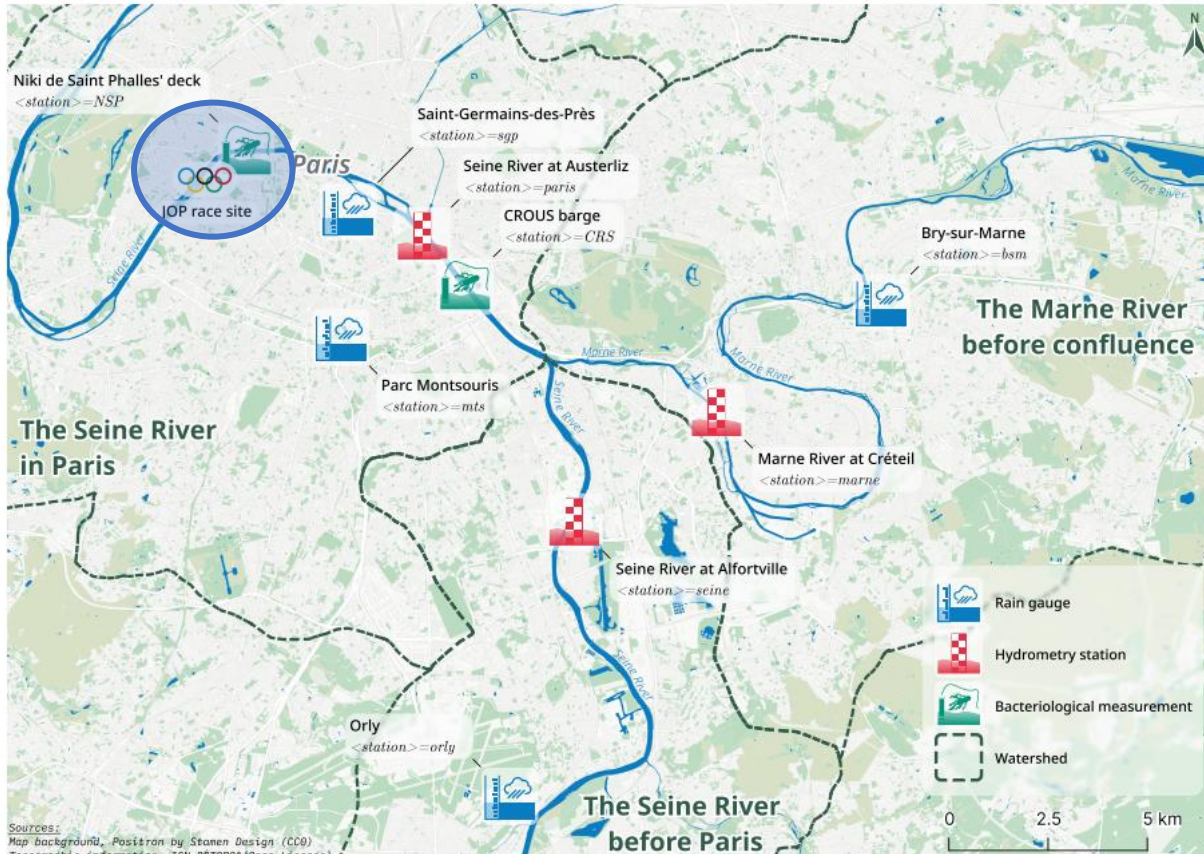 N
Niki de Saint Phalles' deck
<station>=NSP
Saint-Germains-des-Près
<station>=sgp
Paris
Seine River at Austerliz
<station>=paris
JOP race site
CROUS barge
<station>=CRS
Marne River
Bry-sur-Marne
<station>=bsm
Seine River
The Marne River
before confluence
Marne River
Marne River
Parc Montsouris
<station>=mts
Seine River
The Seine River
in Paris
Marne River at Créteil
<station>=marne
Seine River at Alfortville
<station>=seine
Rain gauge
Hydrometry station
Seine River
Bacteriological measurement
Orly
<station>=orly
Watershed
The Seine River
before Paris
0 2.5 5 km
Sources:
Map background, Positron by Stamen Design (CC0)